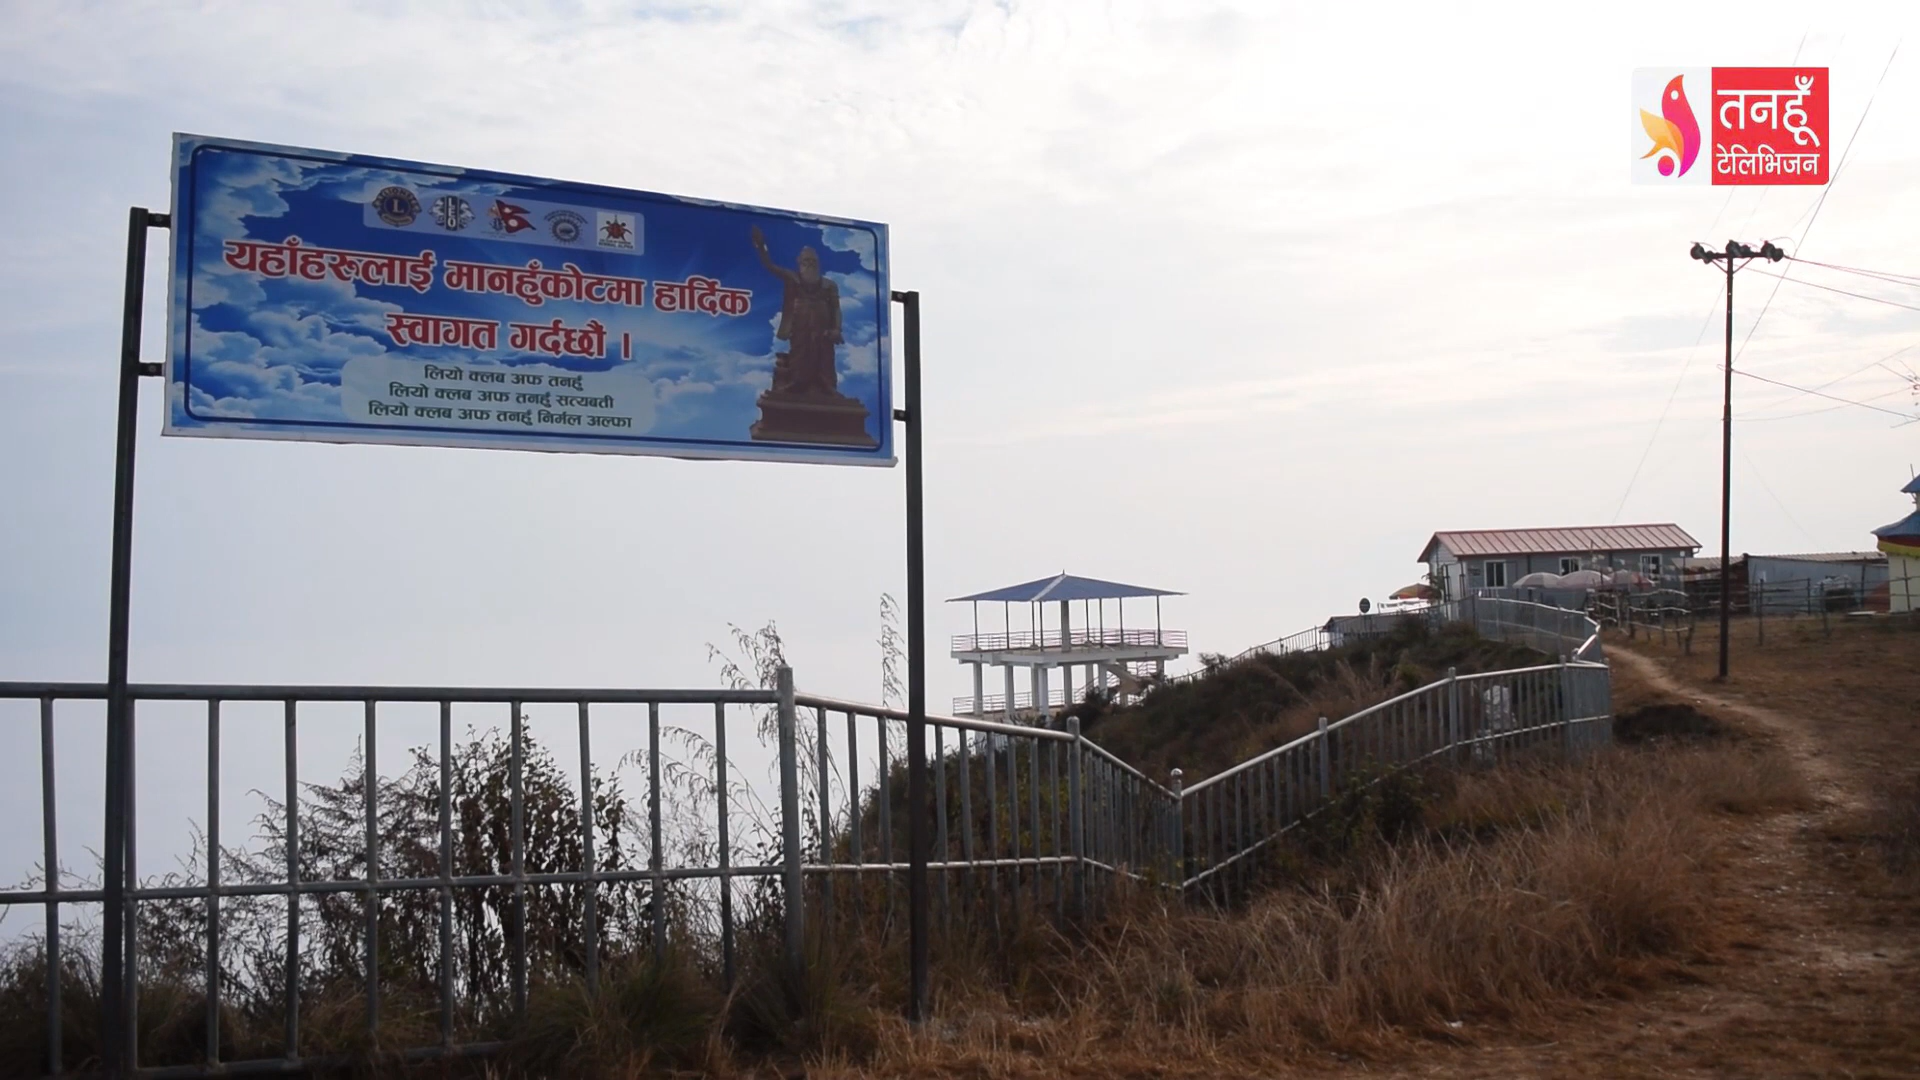 तनहूँ
टेलिभिजन
यहाँहरुलाई मानहुँकोटमा हार्दिक
स्वागत गर्दछौं ।
लियो क्लब अफ तनहुँ
लियो क्लब अफ तनहुँ सत्यबती
लियो क्लब अफ तनहुँ निर्मल अल्फा